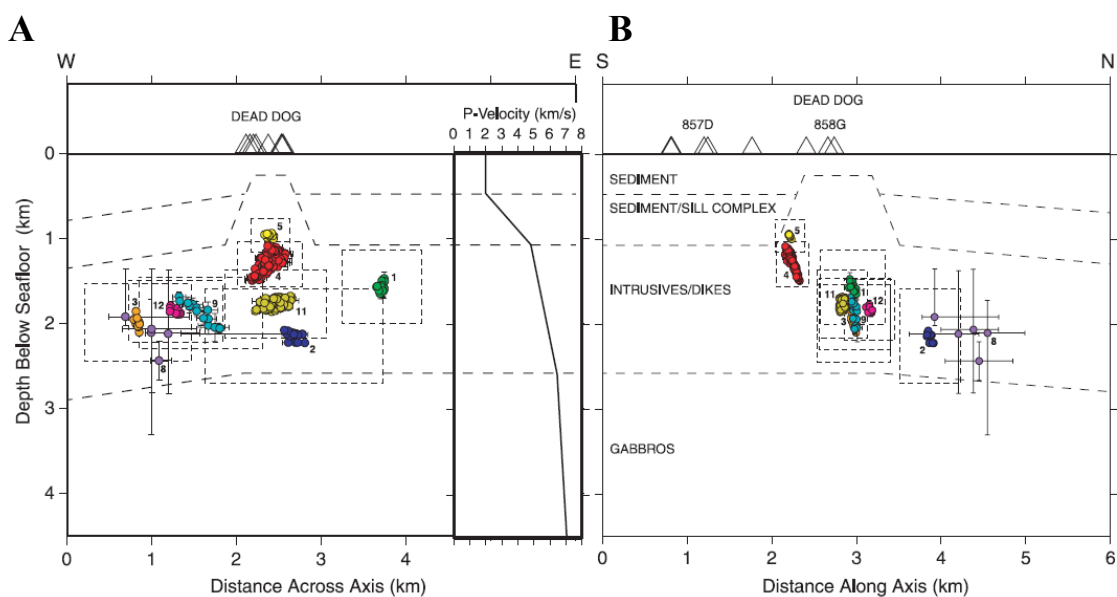 A
B
W
E
S
N
DEAD DOG
P-Velocity (km/s)
0 1 2 3 4 5 6 7 8
DEAD DOG
857D
858G
0
1
2
3
4
Depth Below Seafloor (km)
5
4
1
3
12
9
11
2
8
SEDIMENT
SEDIMENT/SILL COMPLEX
INTRUSIVES/DIKES
GABBROS
5
4
1
11
12
3
9
2
8
0 1 2 3 4
Distance Across Axis (km)
0 1 2 3 4 5 6
Distance Along Axis (km)